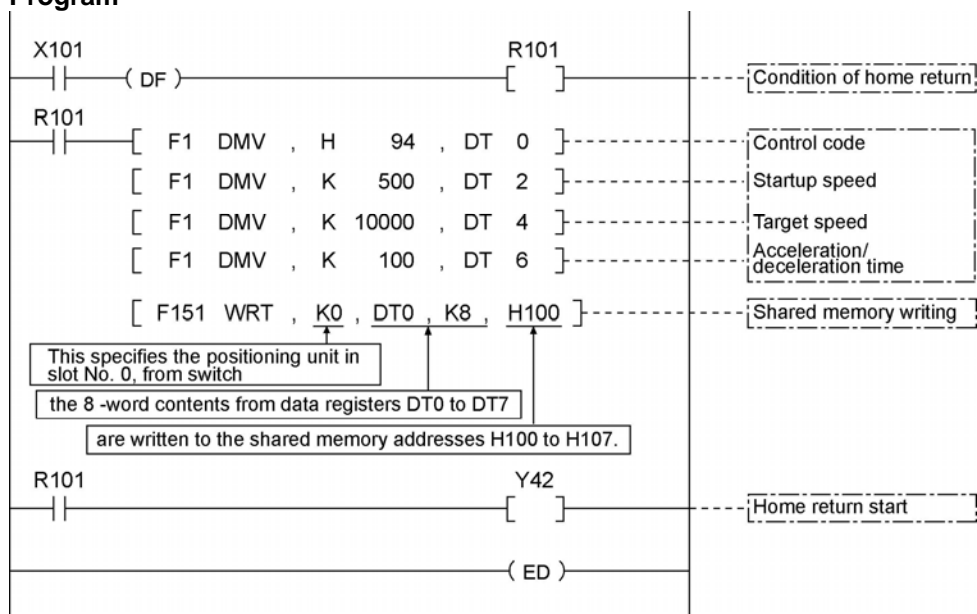 Program
X101 R101
( DF ) [ ] Condition of home return
R101
[ F1 DMV , H 94 , DT 0 ] Control code
[ F1 DMV , K 500 , DT 2 ] Startup speed
[ F1 DMV , K 10000 , DT 4 ] Target speed
[ F1 DMV , K 100 , DT 6 ] Acceleration/
deceleration time
[ F151 WRT , K0 , DT0 , K8 , H100 ] Shared memory writing
This specifies the positioning unit in
slot No. 0, from switch
the 8 -word contents from data registers DT0 to DT7
are written to the shared memory addresses H100 to H107.
R101 Y42
[ ] Home return start
( ED )